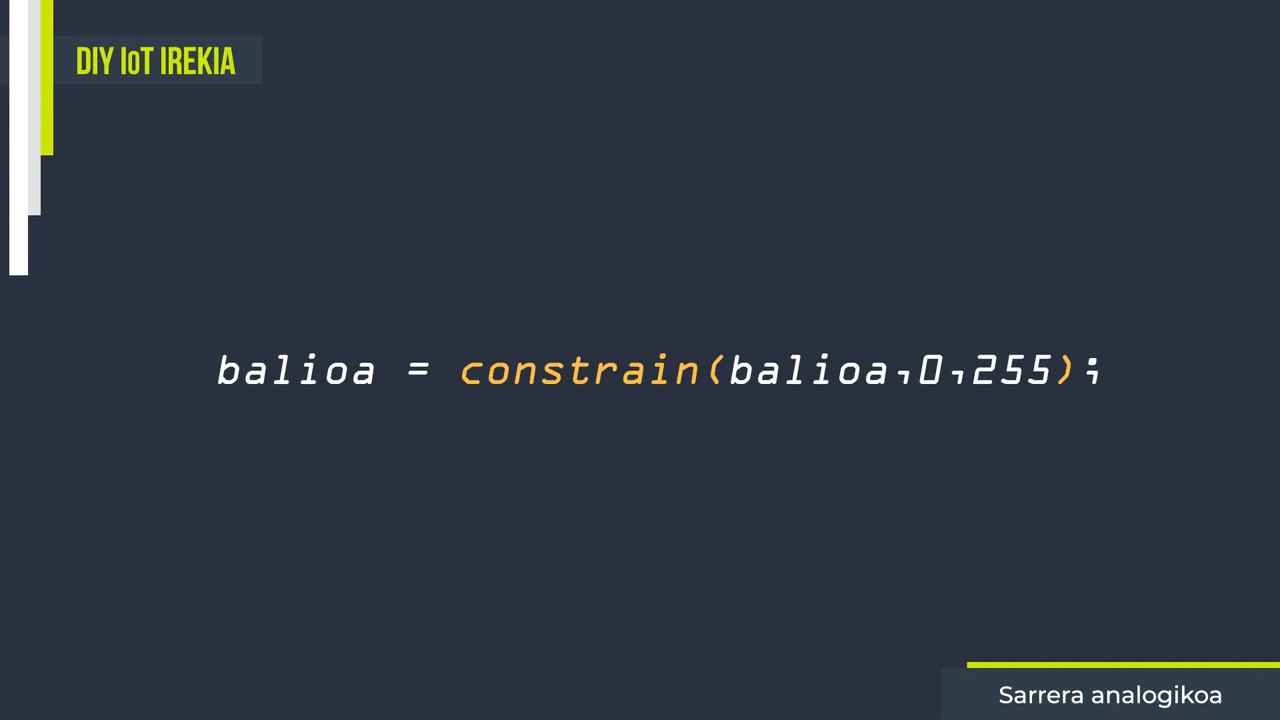 DIY IoT IREKIA
balioa = constrain(balioa,0,255);
Sarrera analogikoa